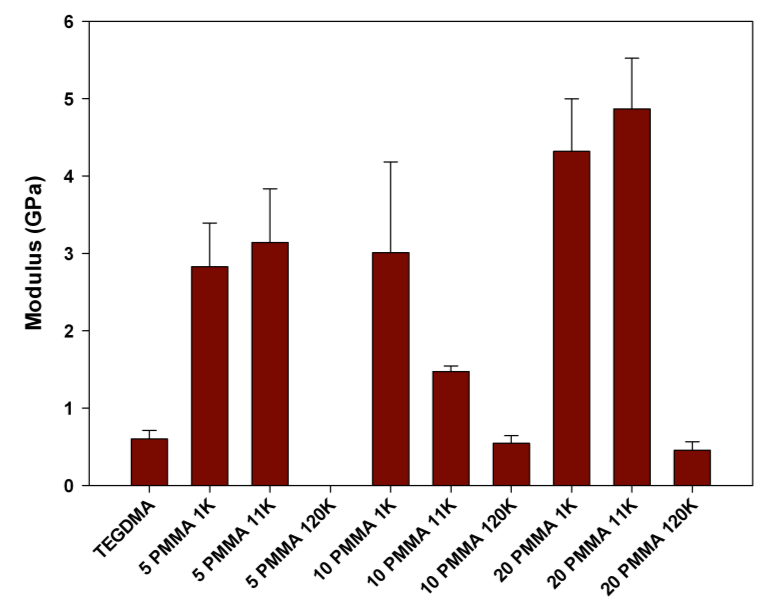 6
5
4
3
2
1
0
Modulus (GPa)
TEGDMA
5 PMMA 1K
5 PMMA 11K
5 PMMA 120K
10 PMMA 1K
10 PMMA 11K
10 PMMA 120K
20 PMMA 1K
20 PMMA 11K
20 PMMA 120K